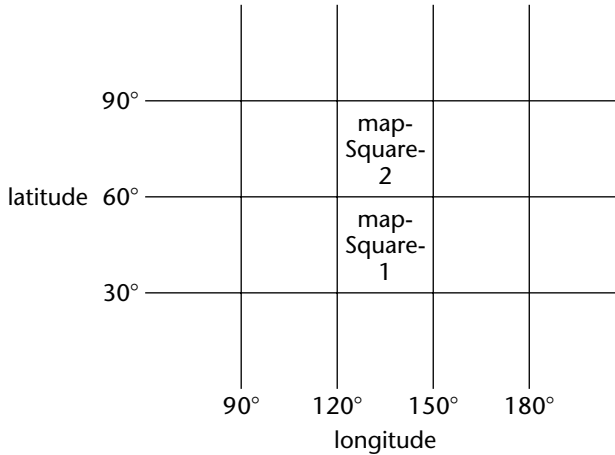 90°
map-
Square-
2
latitude 60°
map-
Square-
1
30°
90° 120° 150° 180°
longitude